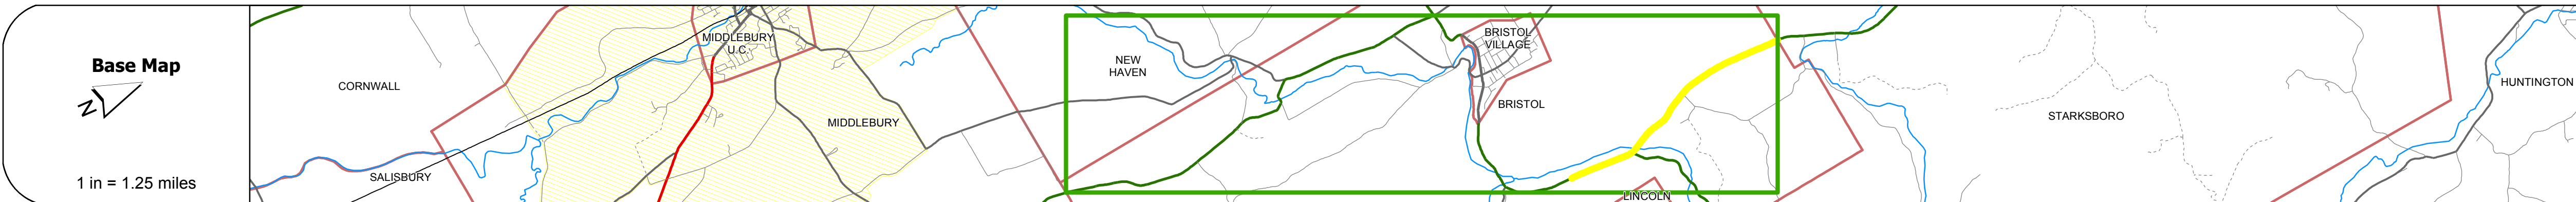 Base Map
N
1 in = 1.25 miles
CORNWALL
SALISBURY
MIDDLEBURY
U.C.
MIDDLEBURY
NEW
HAVEN
BRISTOL
VILLAGE
BRISTOL
LINCOLN
STARKSBORO
HUNTINGTON